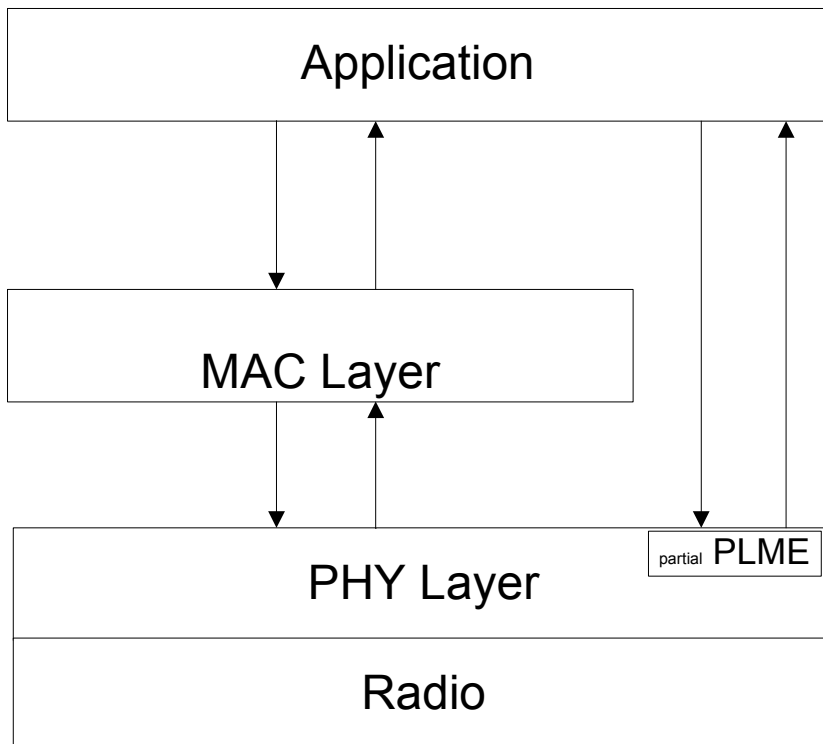 Application
MAC Layer
partial PLME
PHY Layer
Radio